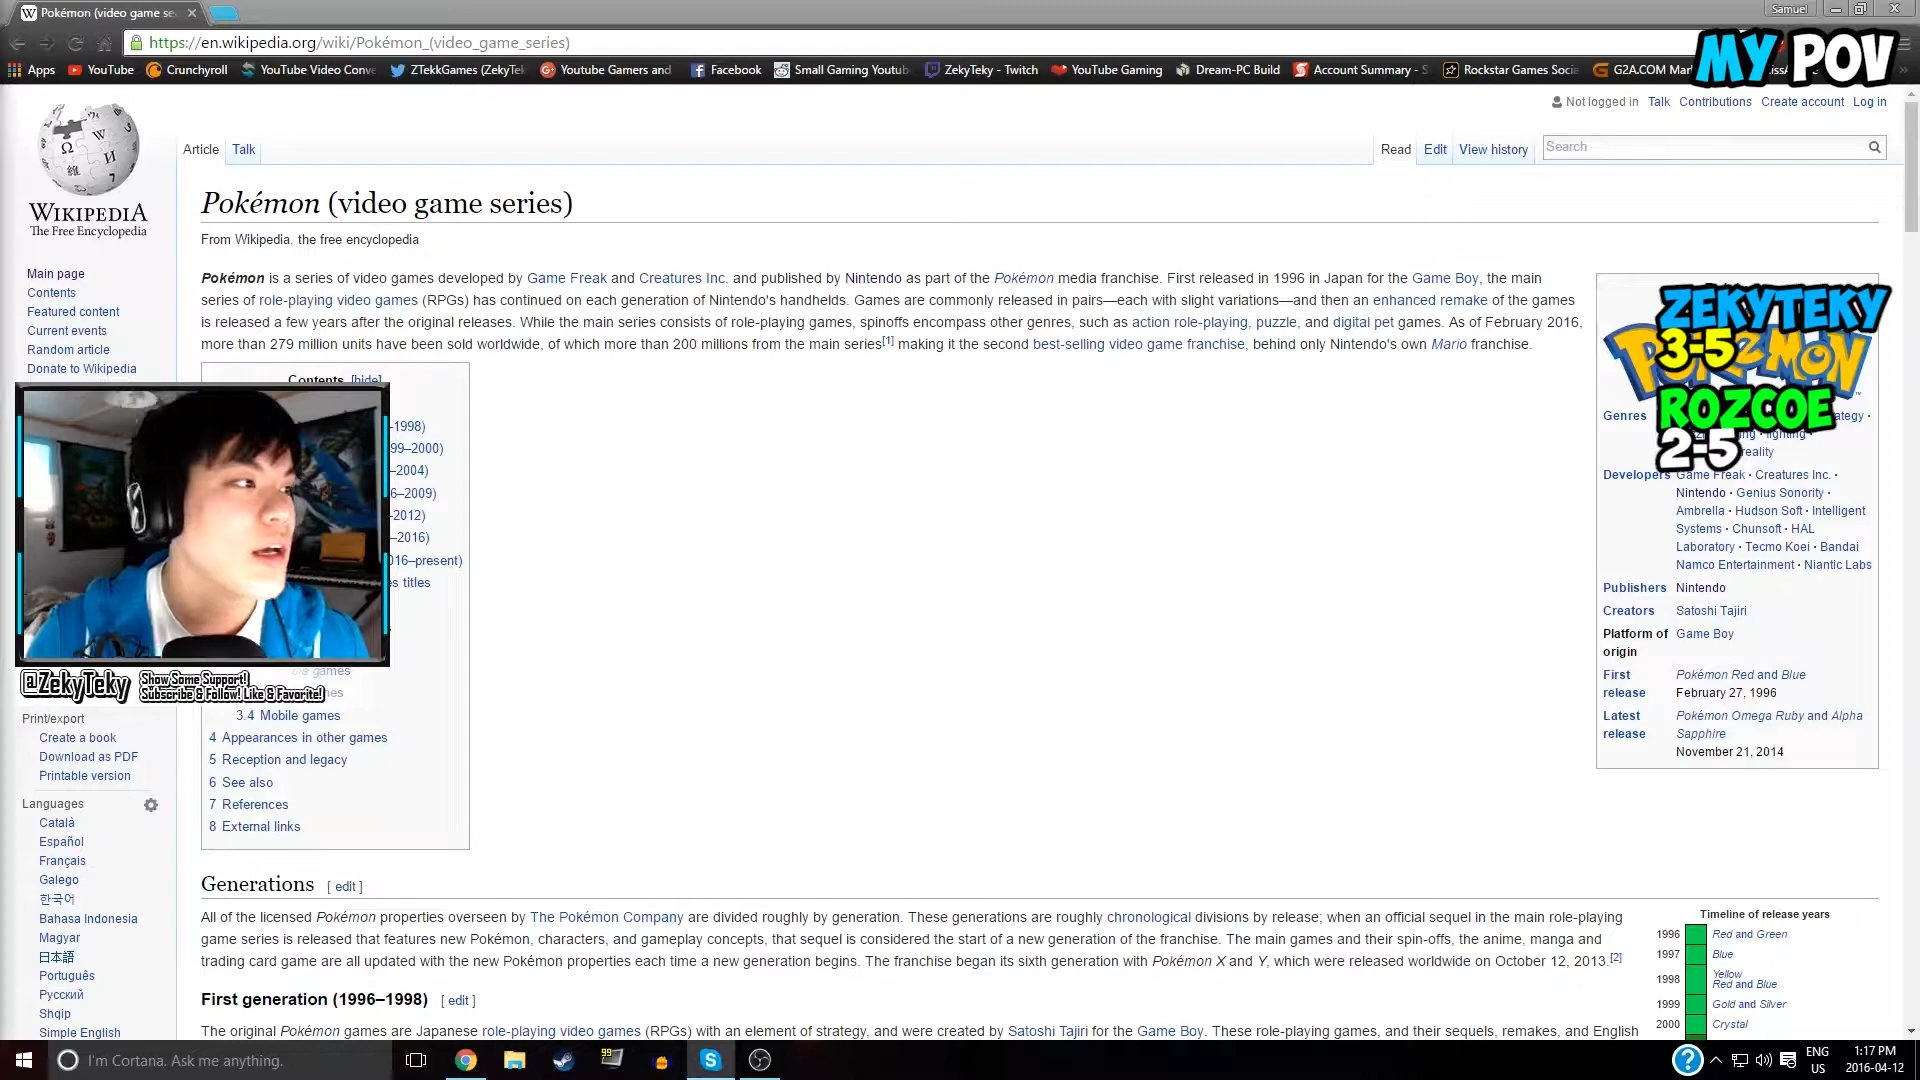 Pokémon (video game se
Samuel
https://en.wikipedia.org/wiki/Pokémon_(video_game_series)
MY POV
Apps YouTube Crunchyroll YouTube Video Conve ZTekkGames (ZekyTek Youtube Gamers and Facebook Small Gaming Youtub ZekyTeky - Twitch YouTube Gaming Dream-PC Build Account Summary - S Rockstar Games Socia G2A.COM Mar
Not logged in Talk Contributions Create account Log in
Article Talk Read Edit View history Search
WIKIPEDIA
The Free Encyclopedia
Pokémon (video game series)
From Wikipedia, the free encyclopedia
Main page
Contents
Featured content
Current events
Random article
Donate to Wikipedia
Pokémon is a series of video games developed by Game Freak and Creatures Inc. and published by Nintendo as part of the Pokémon media franchise. First released in 1996 in Japan for the Game Boy, the main
series of role-playing video games (RPGs) has continued on each generation of Nintendo's handhelds. Games are commonly released in pairs—each with slight variations—and then an enhanced remake of the games
is released a few years after the original releases. While the main series consists of role-playing games, spinoffs encompass other genres, such as action role-playing, puzzle, and digital pet games. As of February 2016,
more than 279 million units have been sold worldwide, of which more than 200 millions from the main series[1] making it the second best-selling video game franchise, behind only Nintendo's own Mario franchise.
Contents [hide]
–1998)
99–2000)
–2004)
6–2009)
–2012)
–2016)
016–present)
es titles
games
mes
3.4 Mobile games
4 Appearances in other games
5 Reception and legacy
6 See also
7 References
8 External links
@ZekyTeky
Show Some Support!
Subscribe & Follow! Like & Favorite!
Print/export
Create a book
Download as PDF
Printable version
Languages
Català
Español
Français
Galego
한국어
Bahasa Indonesia
Magyar
日本語
Português
Русский
Shqip
Simple English
ZEKYTEKY
3-5
ROZCOE
2-5
Genres
ategy ·
fighting ·
reality
Developers Game Freak · Creatures Inc. ·
Nintendo · Genius Sonority ·
Ambrella · Hudson Soft · Intelligent
Systems · Chunsoft · HAL
Laboratory · Tecmo Koei · Bandai
Namco Entertainment · Niantic Labs
Publishers Nintendo
Creators Satoshi Tajiri
Platform of origin Game Boy
First release Pokémon Red and Blue
February 27, 1996
Latest release Pokémon Omega Ruby and Alpha
Sapphire
November 21, 2014
Generations [ edit ]
All of the licensed Pokémon properties overseen by The Pokémon Company are divided roughly by generation. These generations are roughly chronological divisions by release; when an official sequel in the main role-playing
game series is released that features new Pokémon, characters, and gameplay concepts, that sequel is considered the start of a new generation of the franchise. The main games and their spin-offs, the anime, manga and
trading card game are all updated with the new Pokémon properties each time a new generation begins. The franchise began its sixth generation with Pokémon X and Y, which were released worldwide on October 12, 2013.[2]
First generation (1996–1998) [ edit ]
The original Pokémon games are Japanese role-playing video games (RPGs) with an element of strategy, and were created by Satoshi Tajiri for the Game Boy. These role-playing games, and their sequels, remakes, and English
Timeline of release years
1996 Red and Green
1997 Blue
1998 Yellow
Red and Blue
1999 Gold and Silver
2000 Crystal
I'm Cortana. Ask me anything.
99
ENG
US
1:17 PM
2016-04-12